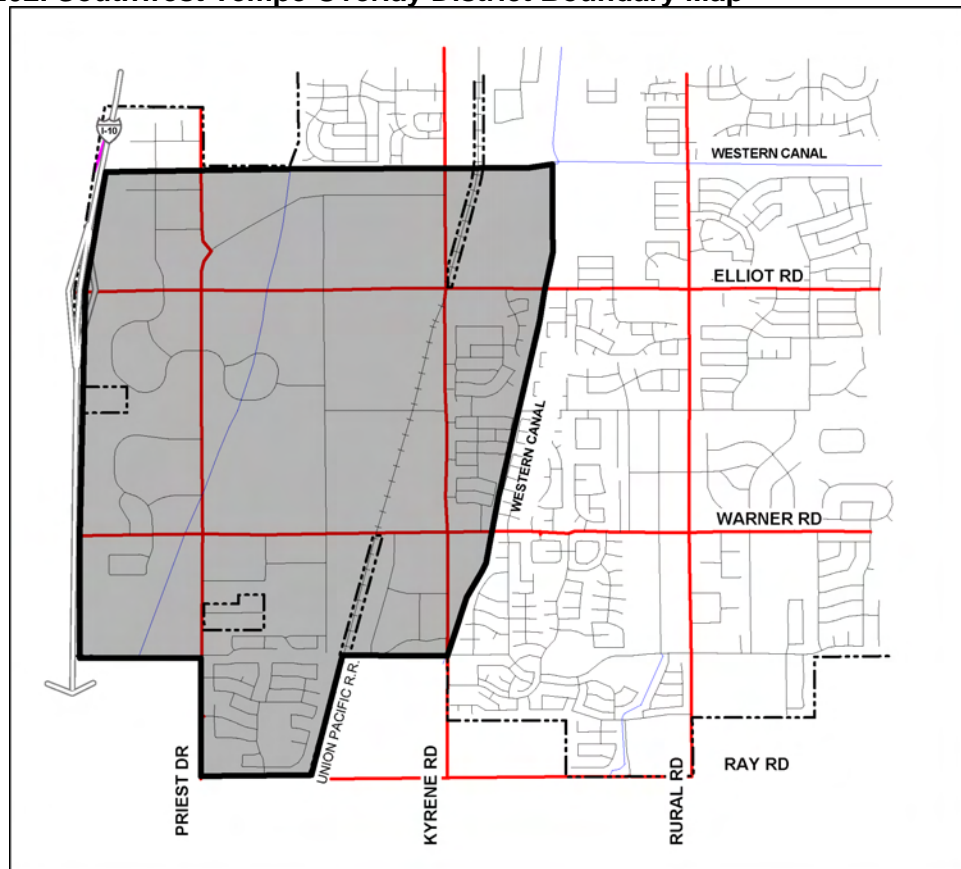 Southwest Tempe Overlay District Boundary Map
I-10
WESTERN CANAL
ELLIOT RD
WESTERN CANAL
WARNER RD
UNION PACIFIC R.R.
PRIEST DR
KYRENE RD
RURAL RD
RAY RD